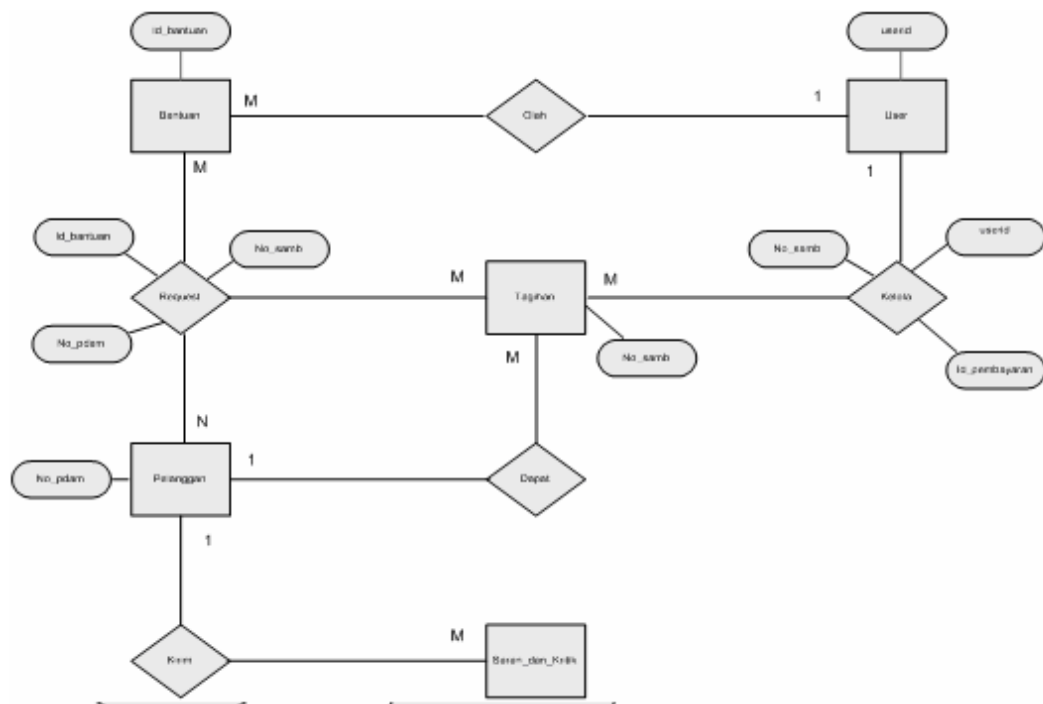 id_bantuan
userid
Bantuan
M
Olah
1
User
M
1
Id_bantuan
No_samb
No_samb
userid
Request
M
Tagihan
M
Kelola
No_pdam
M
No_samb
Id_pembayaran
N
No_pdam
Pelanggan
1
Dapat
1
Kirim
M
Saran_dan_Kritik